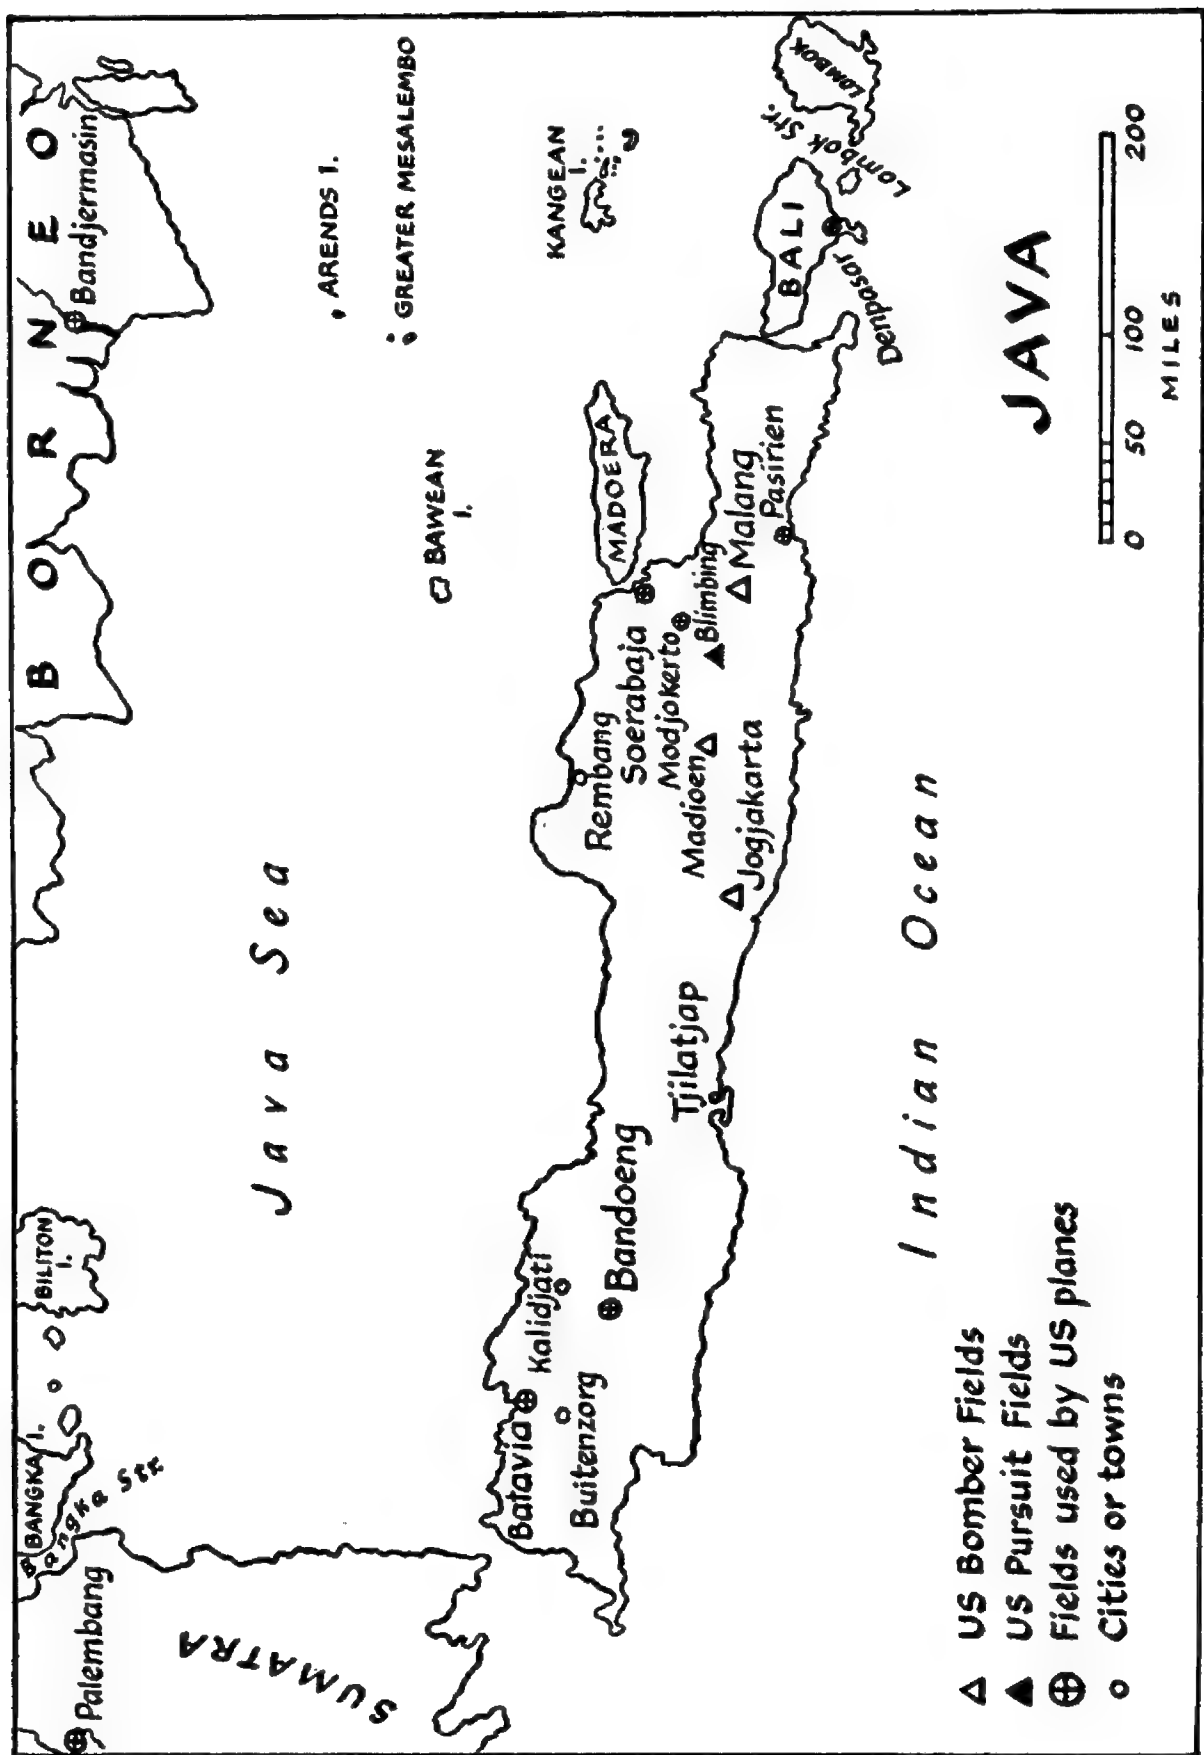 BORNEO
Bandjermasin
BANGKA I.
Bangka Str.
BILITON
I.
Palembang
SUMATRA
Java Sea
ARENDS I.
GREATER MESALEMBO
BAWEAN
I.
KANGEAN
I.
MADOERA
Batavia
Kalidjati
Buitenzorg
Bandoeng
Tjilatjap
Rembang
Soerabaja
Modjokerto
Madioen
Jogjakarta
Blimbing
Malang
Pasirien
BALI
Denpasar
Lombok Str.
LOMBOK
Indian Ocean
JAVA
0 50 100 200
MILES
US Bomber Fields
US Pursuit Fields
Fields used by US planes
Cities or towns